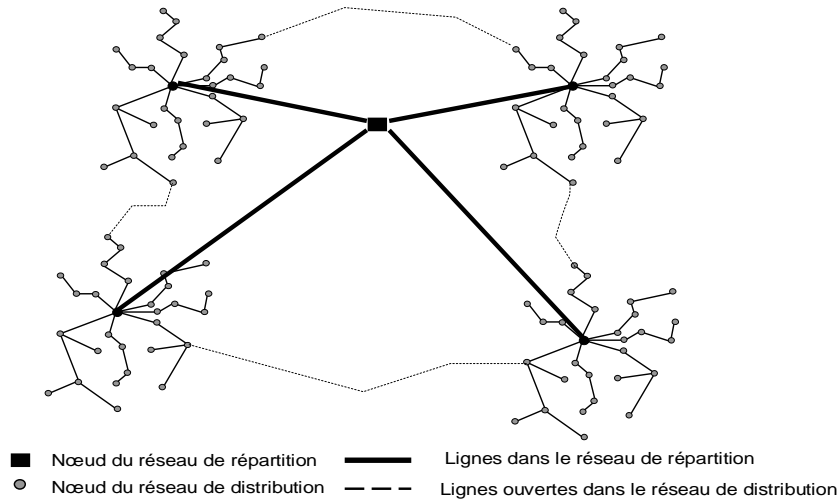 Nœud du réseau de répartition
Lignes dans le réseau de répartition
Nœud du réseau de distribution
Lignes ouvertes dans le réseau de distribution